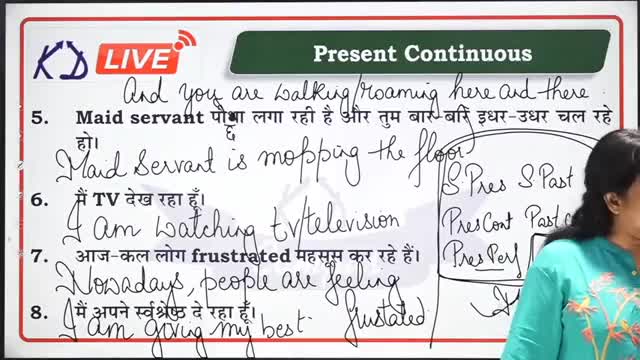 KD LIVE
Present Continuous
And you are walking/roaming here and there
5. Maid servant पोंछा लगा रही है और तुम बार-बार इधर-उधर चल रहे
हो।
Maid Servant is mopping the floor
6. मैं TV देख रहा हूँ।
I am watching tv/television
S. Pres S. Past
Pres Cont Past
Pres Perf
7. आज-कल लोग frustrated महसूस कर रहे हैं।
Nowadays, people are feeling
frustated
8. मैं अपने र्स्वश्रेष्ठ दे रहा हूँ।
I am giving my best